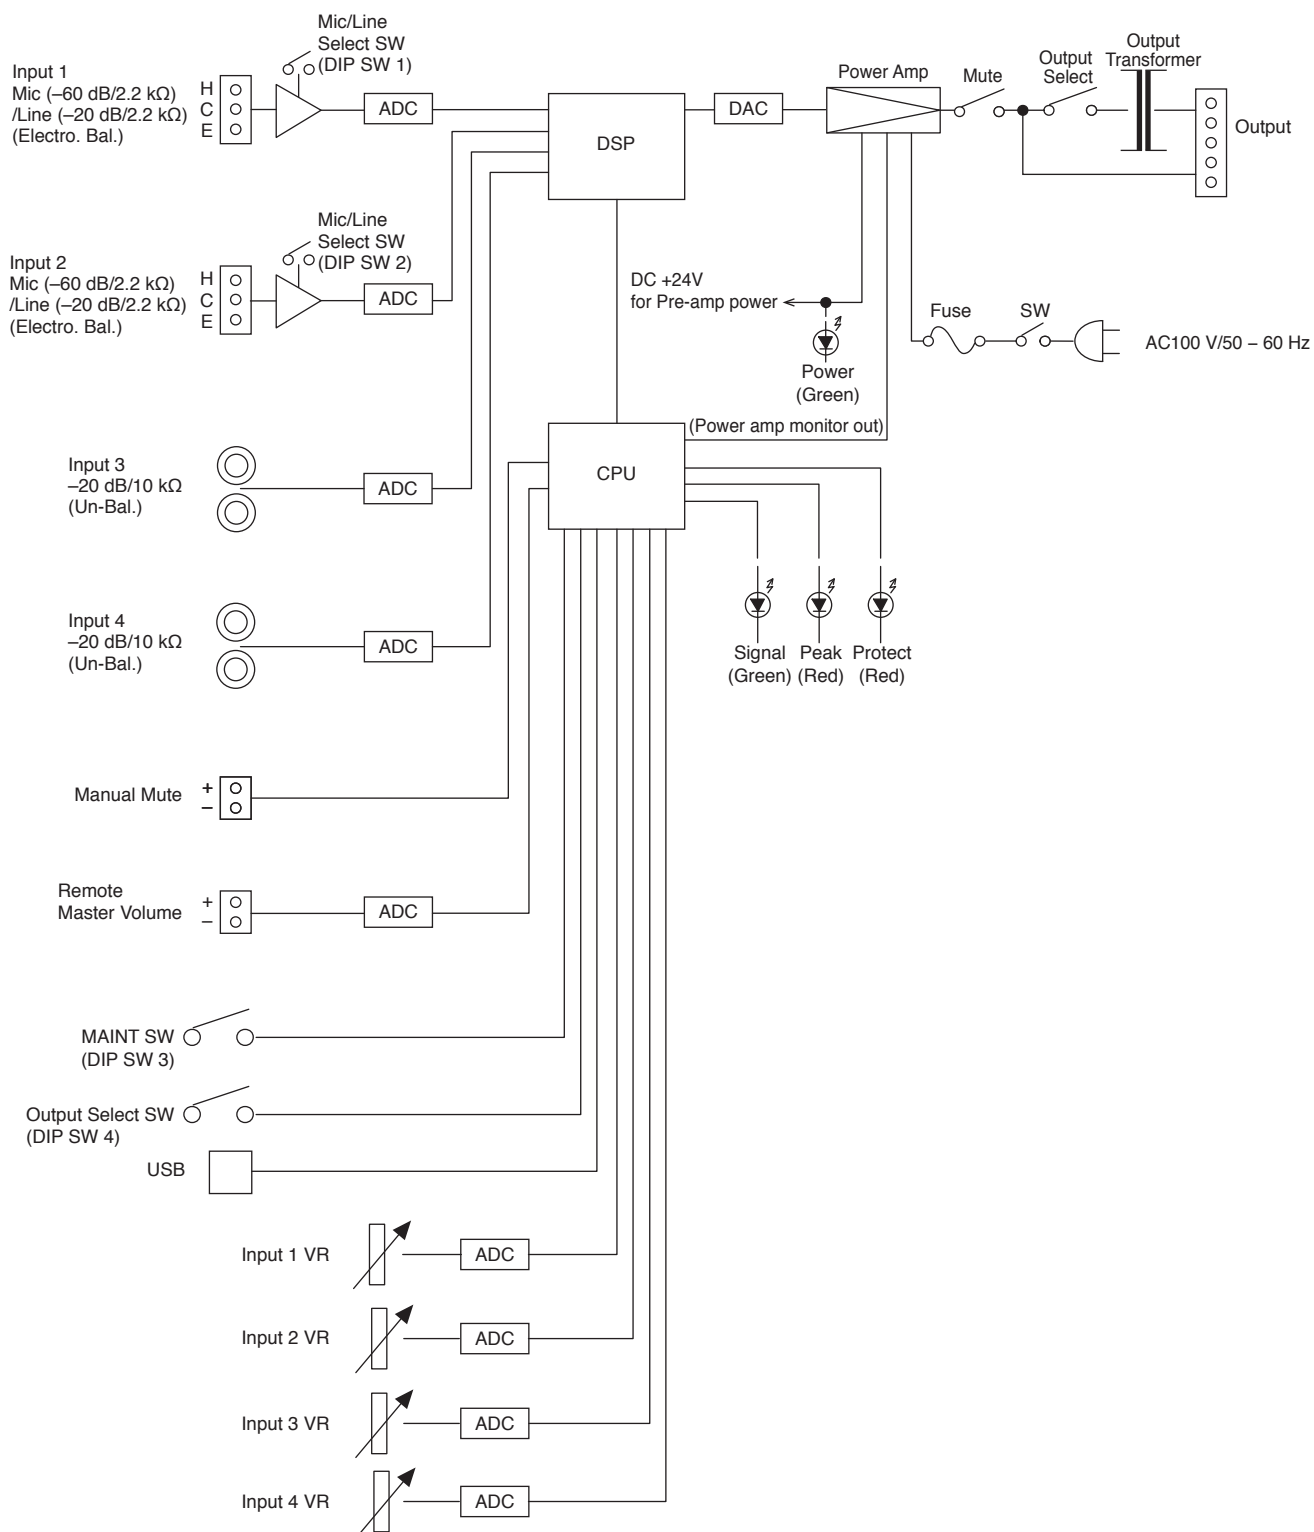 Mic/Line
Select SW
(DIP SW 1)
Input 1
Mic (–60 dB/2.2 kΩ)
/Line (–20 dB/2.2 kΩ)
(Electro. Bal.)
H
C
E
ADC
DSP
DAC
Power Amp
Mute
Output
Select
Output
Transformer
Output
Mic/Line
Select SW
(DIP SW 2)
Input 2
Mic (–60 dB/2.2 kΩ)
/Line (–20 dB/2.2 kΩ)
(Electro. Bal.)
H
C
E
ADC
DC +24V
for Pre-amp power
Power
(Green)
Fuse
SW
AC100 V/50 – 60 Hz
(Power amp monitor out)
CPU
Input 3
–20 dB/10 kΩ
(Un-Bal.)
ADC
Input 4
–20 dB/10 kΩ
(Un-Bal.)
ADC
Signal
(Green)
Peak
(Red)
Protect
(Red)
Manual Mute
+
–
Remote
Master Volume
+
–
ADC
MAINT SW
(DIP SW 3)
Output Select SW
(DIP SW 4)
USB
Input 1 VR
ADC
Input 2 VR
ADC
Input 3 VR
ADC
Input 4 VR
ADC